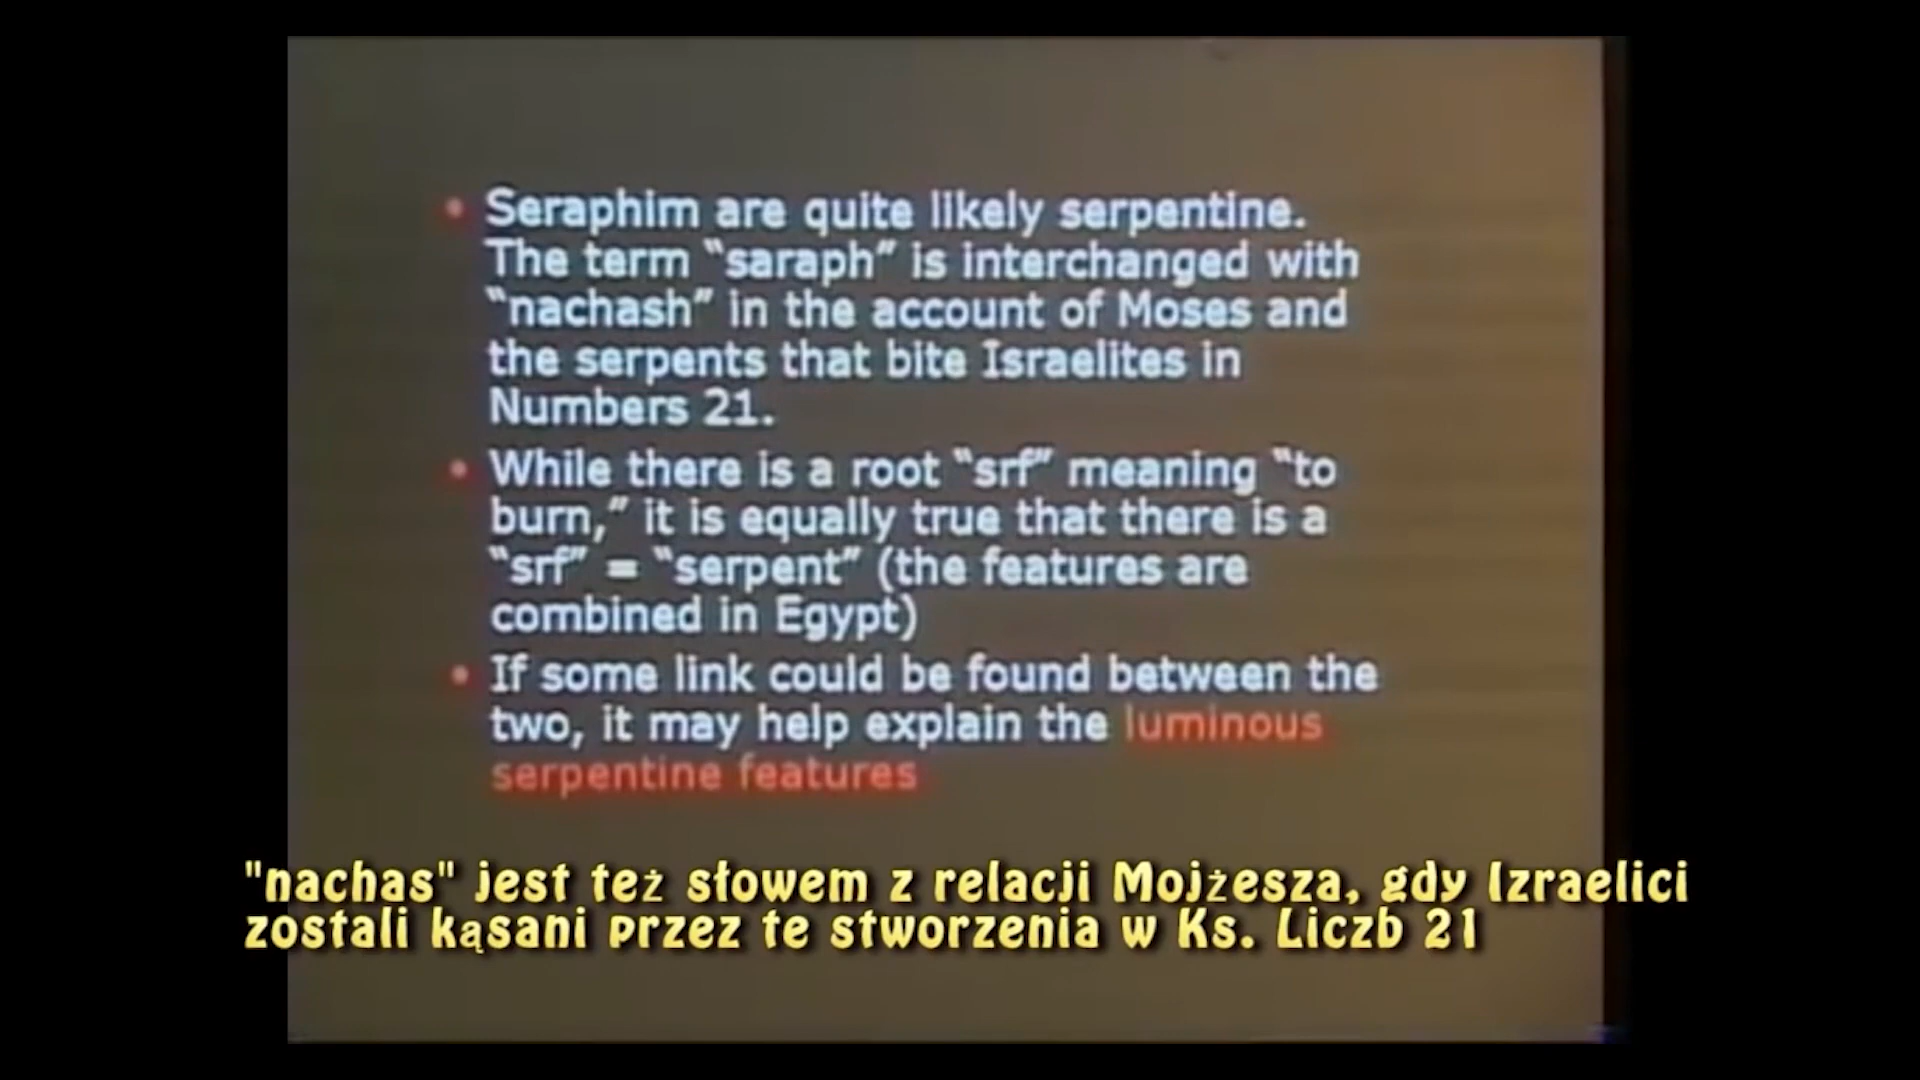 • Seraphim are quite likely serpentine.
The term “saraph” is interchanged with
“nachash” in the account of Moses and
the serpents that bite Israelites in
Numbers 21.
• While there is a root “srf” meaning “to
burn,” it is equally true that there is a
“srf” = “serpent” (the features are
combined in Egypt)
• If some link could be found between the
two, it may help explain the luminous
serpentine features
"nachas" jest też słowem z relacji Mojżesza, gdy Izraelici
zostali kąsani przez te stworzenia w Ks. Liczb 21